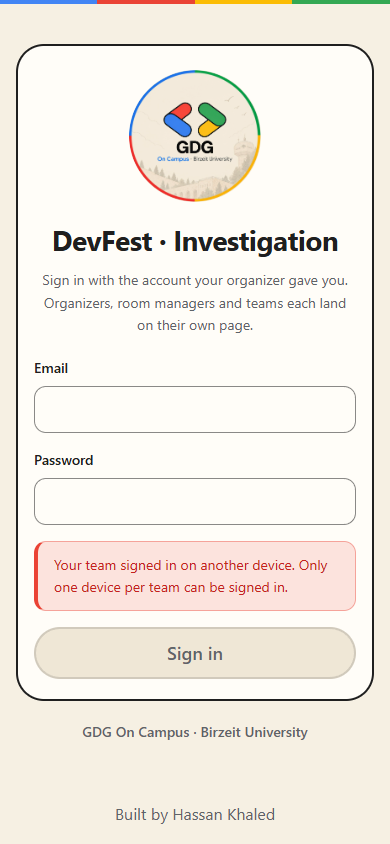 GDG
On Campus · Birzeit University
DevFest · Investigation
Sign in with the account your organizer gave you.
Organizers, room managers and teams each land
on their own page.
Email
Password
Your team signed in on another device. Only
one device per team can be signed in.
Sign in
GDG On Campus · Birzeit University
Built by Hassan Khaled